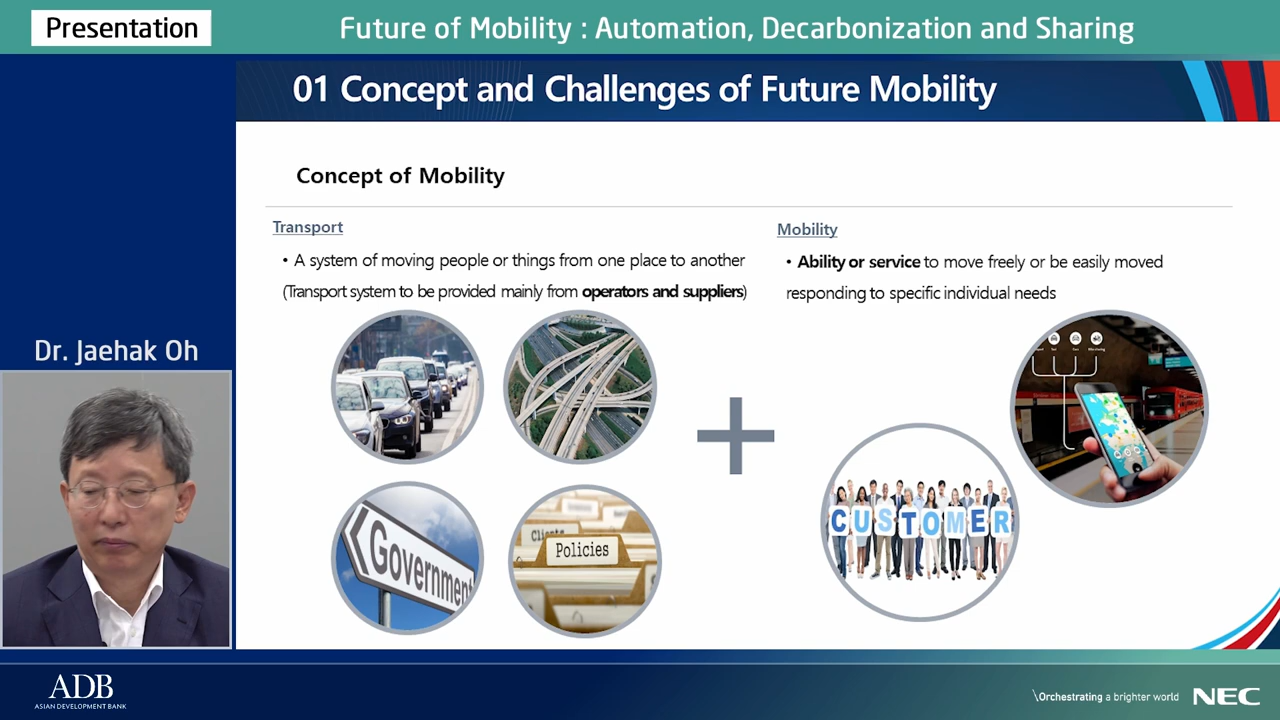 Presentation
Future of Mobility : Automation, Decarbonization and Sharing
01 Concept and Challenges of Future Mobility
Concept of Mobility
Transport
• A system of moving people or things from one place to another
(Transport system to be provided mainly from operators and suppliers)
Mobility
• Ability or service to move freely or be easily moved
responding to specific individual needs
Dr. Jaehak Oh
Government
Clients
Policies
CUSTOMER
ADB
ASIAN DEVELOPMENT BANK
\Orchestrating a brighter world
NEC